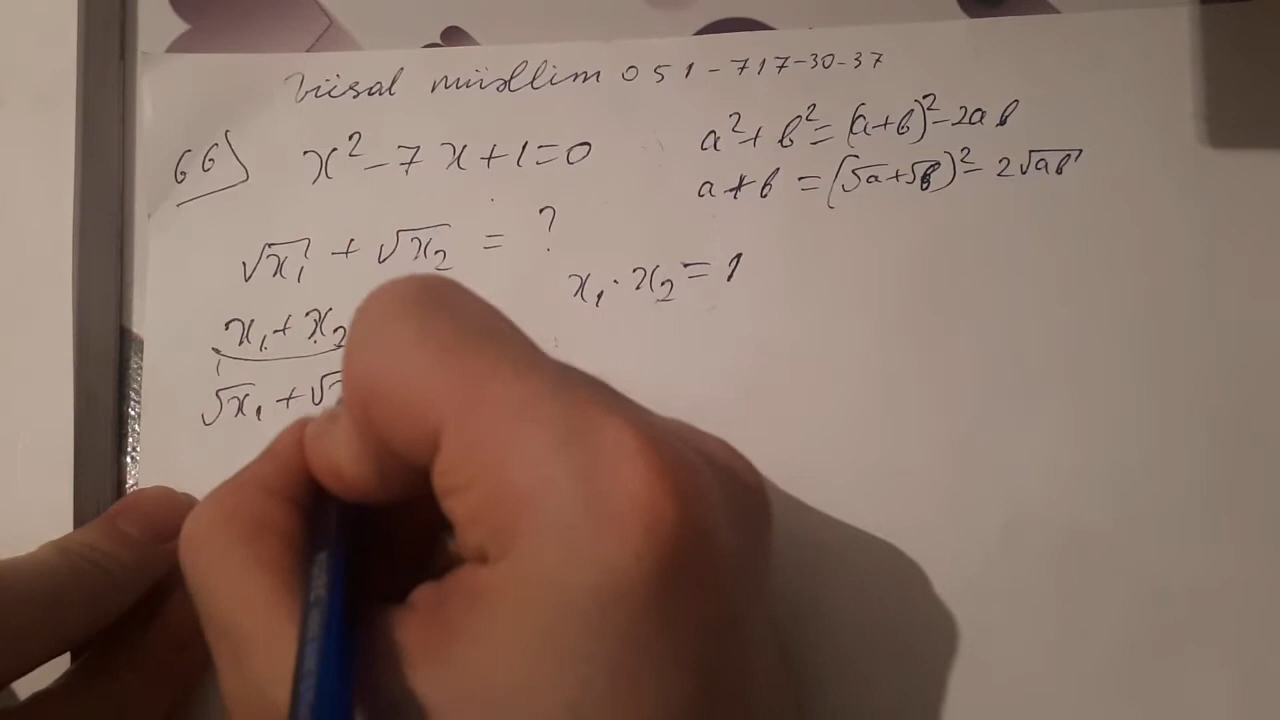 Vüsal müəllim 051-717-30-37
66) x² - 7x + 1 = 0
a² + b² = (a+b)² - 2ab
a + b = (√a + √b)² - 2√ab
√x₁ + √x₂ = ?
x₁ · x₂ = 1
x₁ + x₂
√x₁ + √